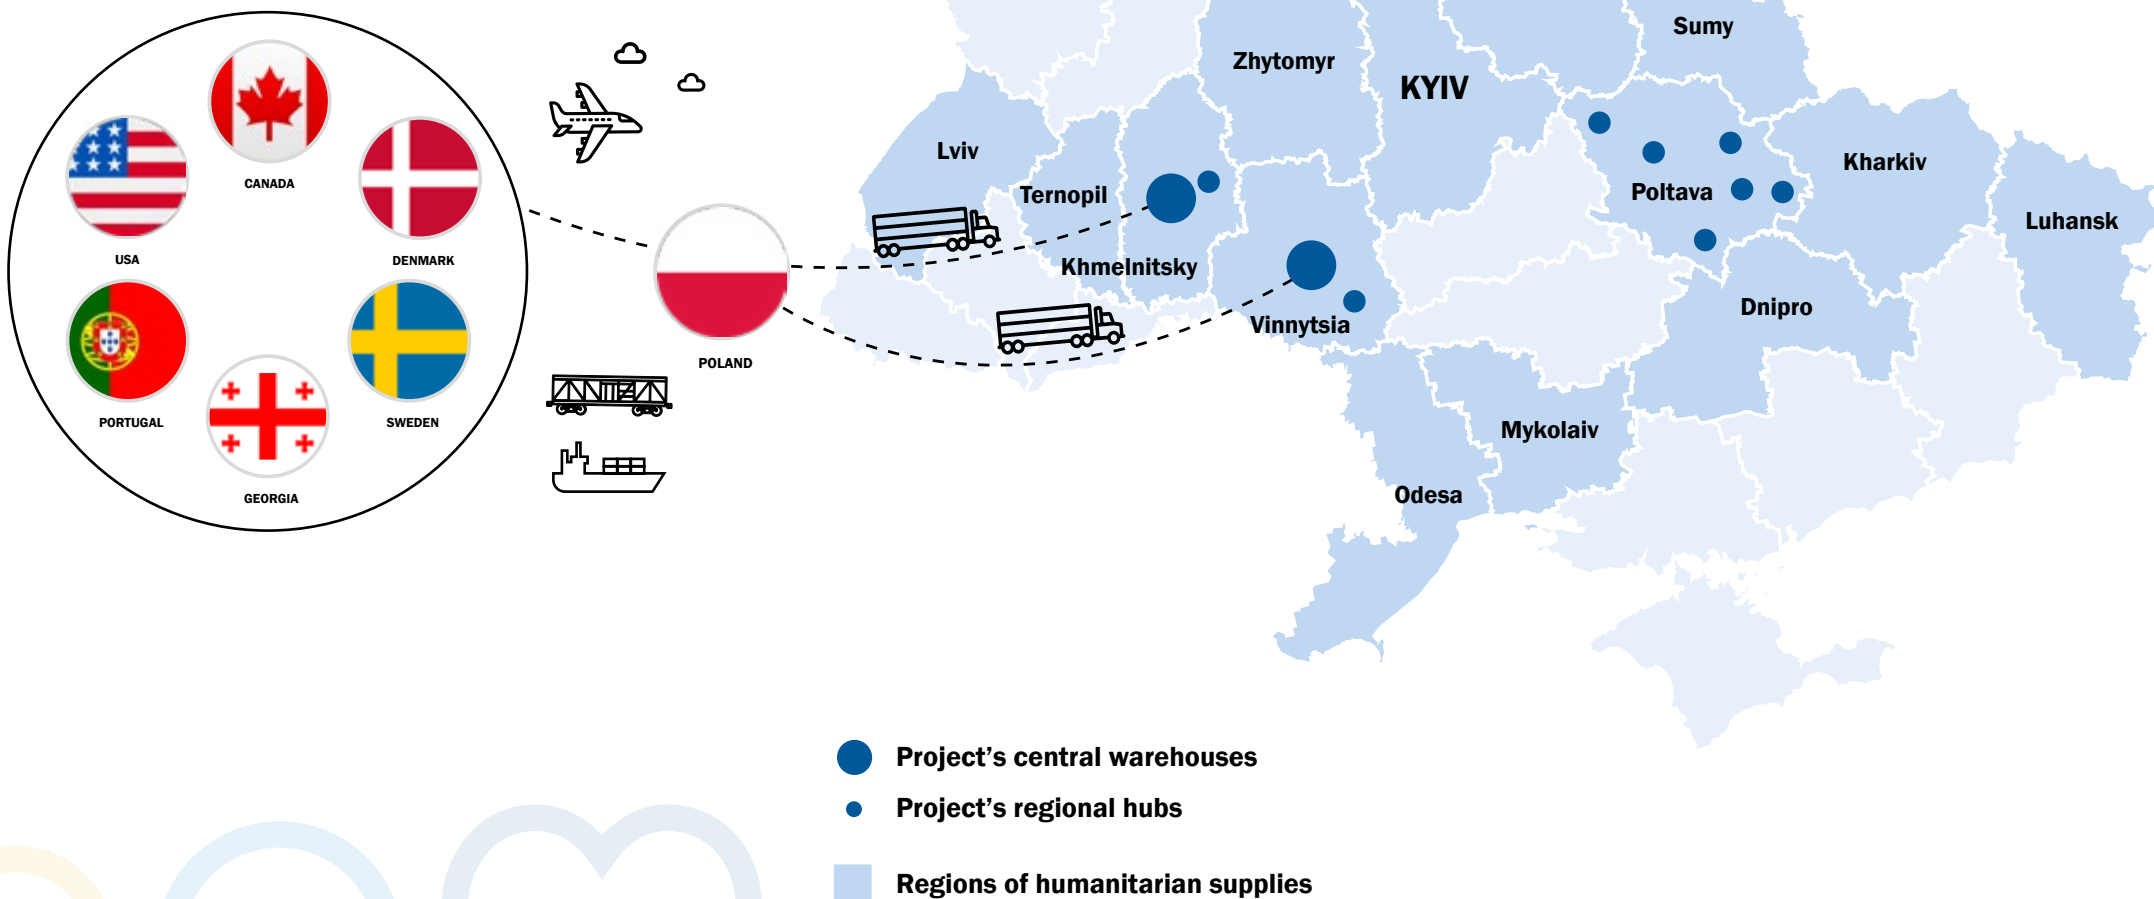 CANADA
USA
DENMARK
PORTUGAL
SWEDEN
GEORGIA
POLAND
Sumy
Zhytomyr
KYIV
Lviv
Ternopil
Poltava
Kharkiv
Luhansk
Khmelnitsky
Vinnytsia
Dnipro
Mykolaiv
Odesa
Project's central warehouses
Project's regional hubs
Regions of humanitarian supplies